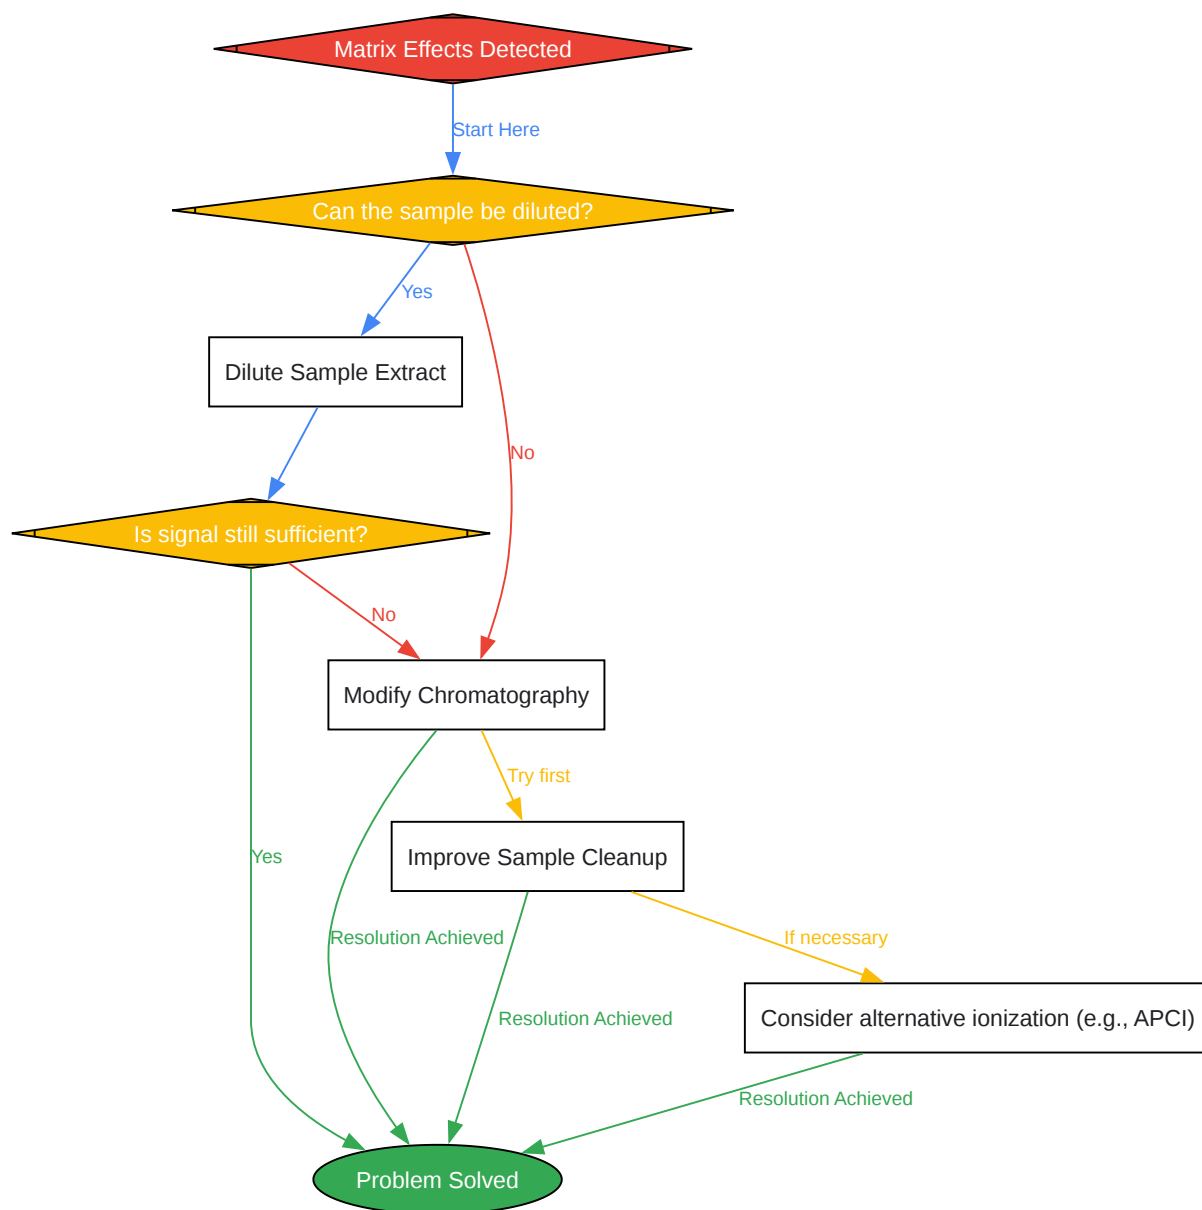 Matrix Effects Detected
Start Here
Can the sample be diluted?
Yes
Dilute Sample Extract
No
Is signal still sufficient?
No
Modify Chromatography
Try first
Improve Sample Cleanup
Yes
Resolution Achieved
If necessary
Resolution Achieved
Consider alternative ionization (e.g., APCI)
Resolution Achieved
Problem Solved